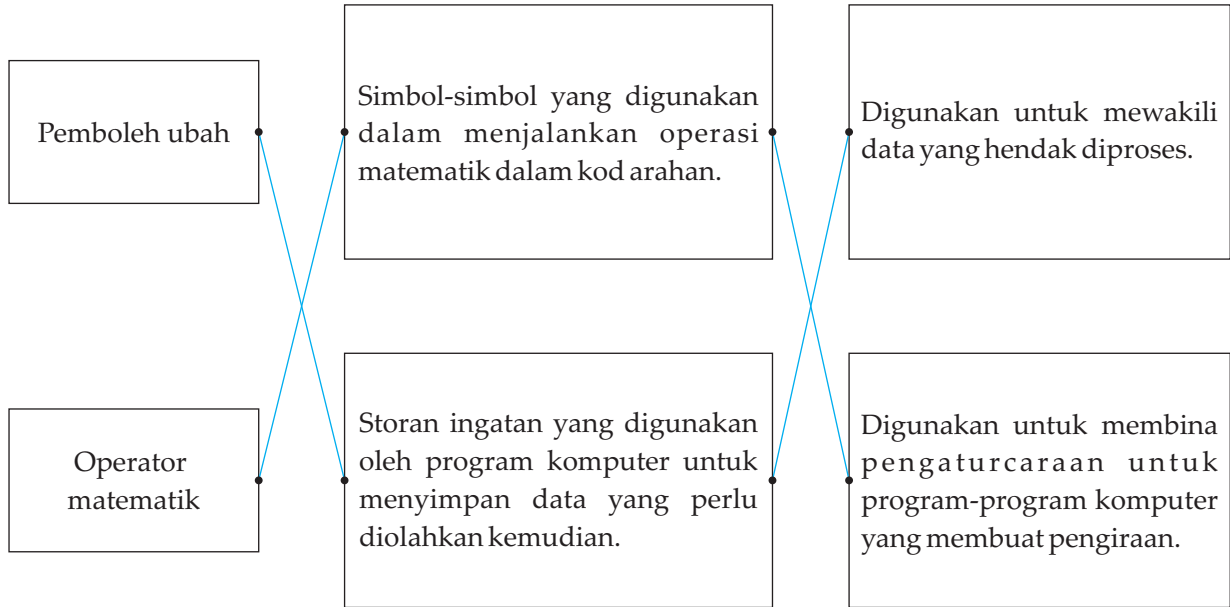 Pemboleh ubah
Simbol-simbol yang digunakan
dalam menjalankan operasi
matematik dalam kod arahan.
Digunakan untuk mewakili
data yang hendak diproses.
Operator
matematik
Storan ingatan yang digunakan
oleh program komputer untuk
menyimpan data yang perlu
diolahkan kemudian.
Digunakan untuk membina
pengaturcaraan untuk
program-program komputer
yang membuat pengiraan.